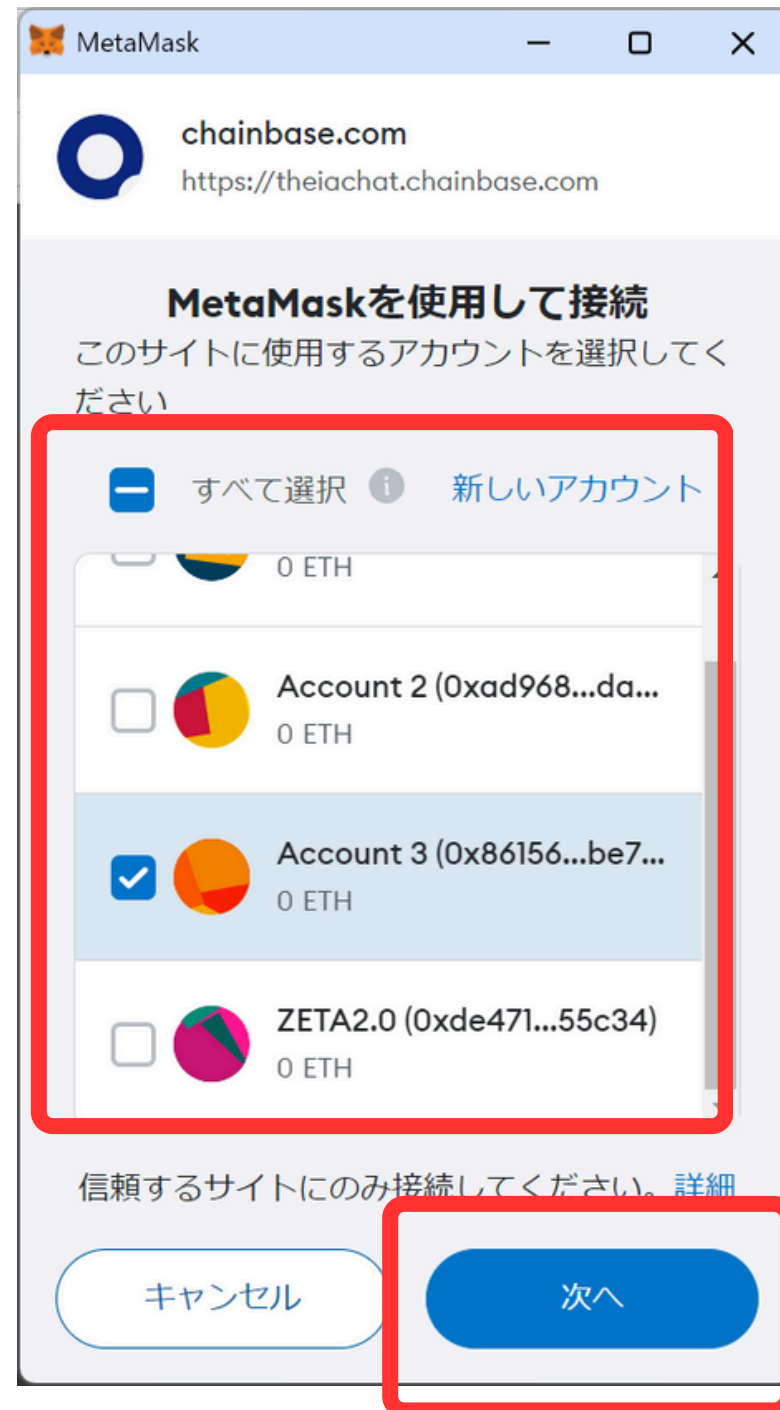 MetaMask
chainbase.com
https://theiachat.chainbase.com
MetaMaskを使用して接続
このサイトに使用するアカウントを選択してく
ださい
すべて選択 新しいアカウント
0 ETH
Account 2 (0xad968...da...
0 ETH
Account 3 (0x86156...be7...
0 ETH
ZETA2.0 (0xde471...55c34)
0 ETH
信頼するサイトにのみ接続してください。詳細
キャンセル 次へ